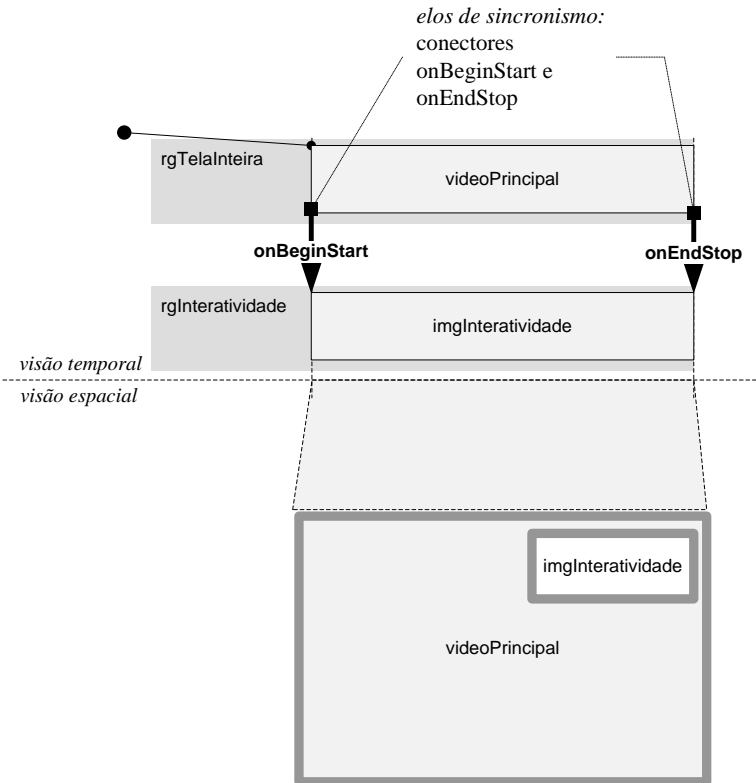 elos de sincronismo:
conectores
onBeginStart e
onEndStop
rgTelaInteira
videoPrincipal
onBeginStart
onEndStop
rgInteratividade
imgInteratividade
visão temporal
visão espacial
imgInteratividade
videoPrincipal